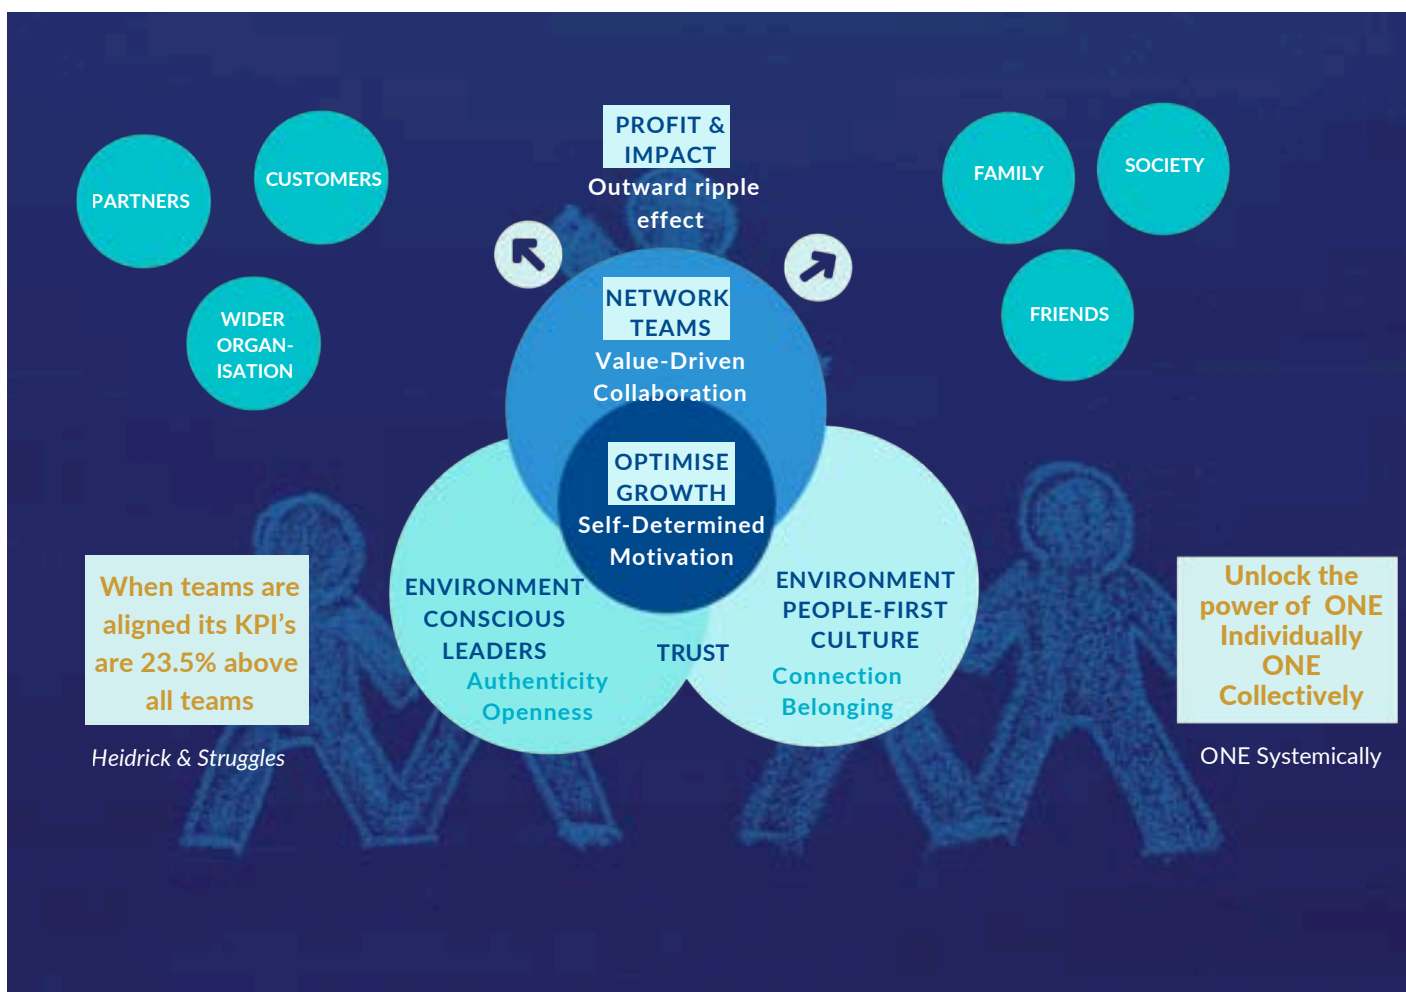 PROFIT &
IMPACT
Outward ripple
effect
PARTNERS
CUSTOMERS
WIDER
ORGAN-
ISATION
FAMILY
SOCIETY
FRIENDS
NETWORK
TEAMS
Value-Driven
Collaboration
OPTIMISE
GROWTH
Self-Determined
Motivation
ENVIRONMENT
CONSCIOUS
LEADERS
Authenticity
Openness
TRUST
ENVIRONMENT
PEOPLE-FIRST
CULTURE
Connection
Belonging
When teams are
aligned its KPI's
are 23.5% above
all teams
Heidrick & Struggles
Unlock the
power of ONE
Individually
ONE
Collectively
ONE Systemically